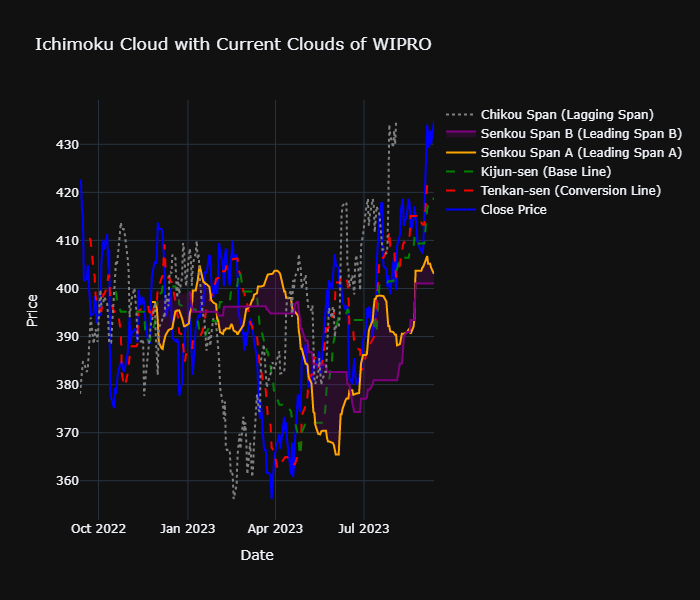 Ichimoku Cloud with Current Clouds of WIPRO
Chikou Span (Lagging Span)
Senkou Span B (Leading Span B)
Senkou Span A (Leading Span A)
Kijun-sen (Base Line)
Tenkan-sen (Conversion Line)
Close Price
430
420
410
400
390
380
370
360
Price
Oct 2022 Jan 2023 Apr 2023 Jul 2023
Date